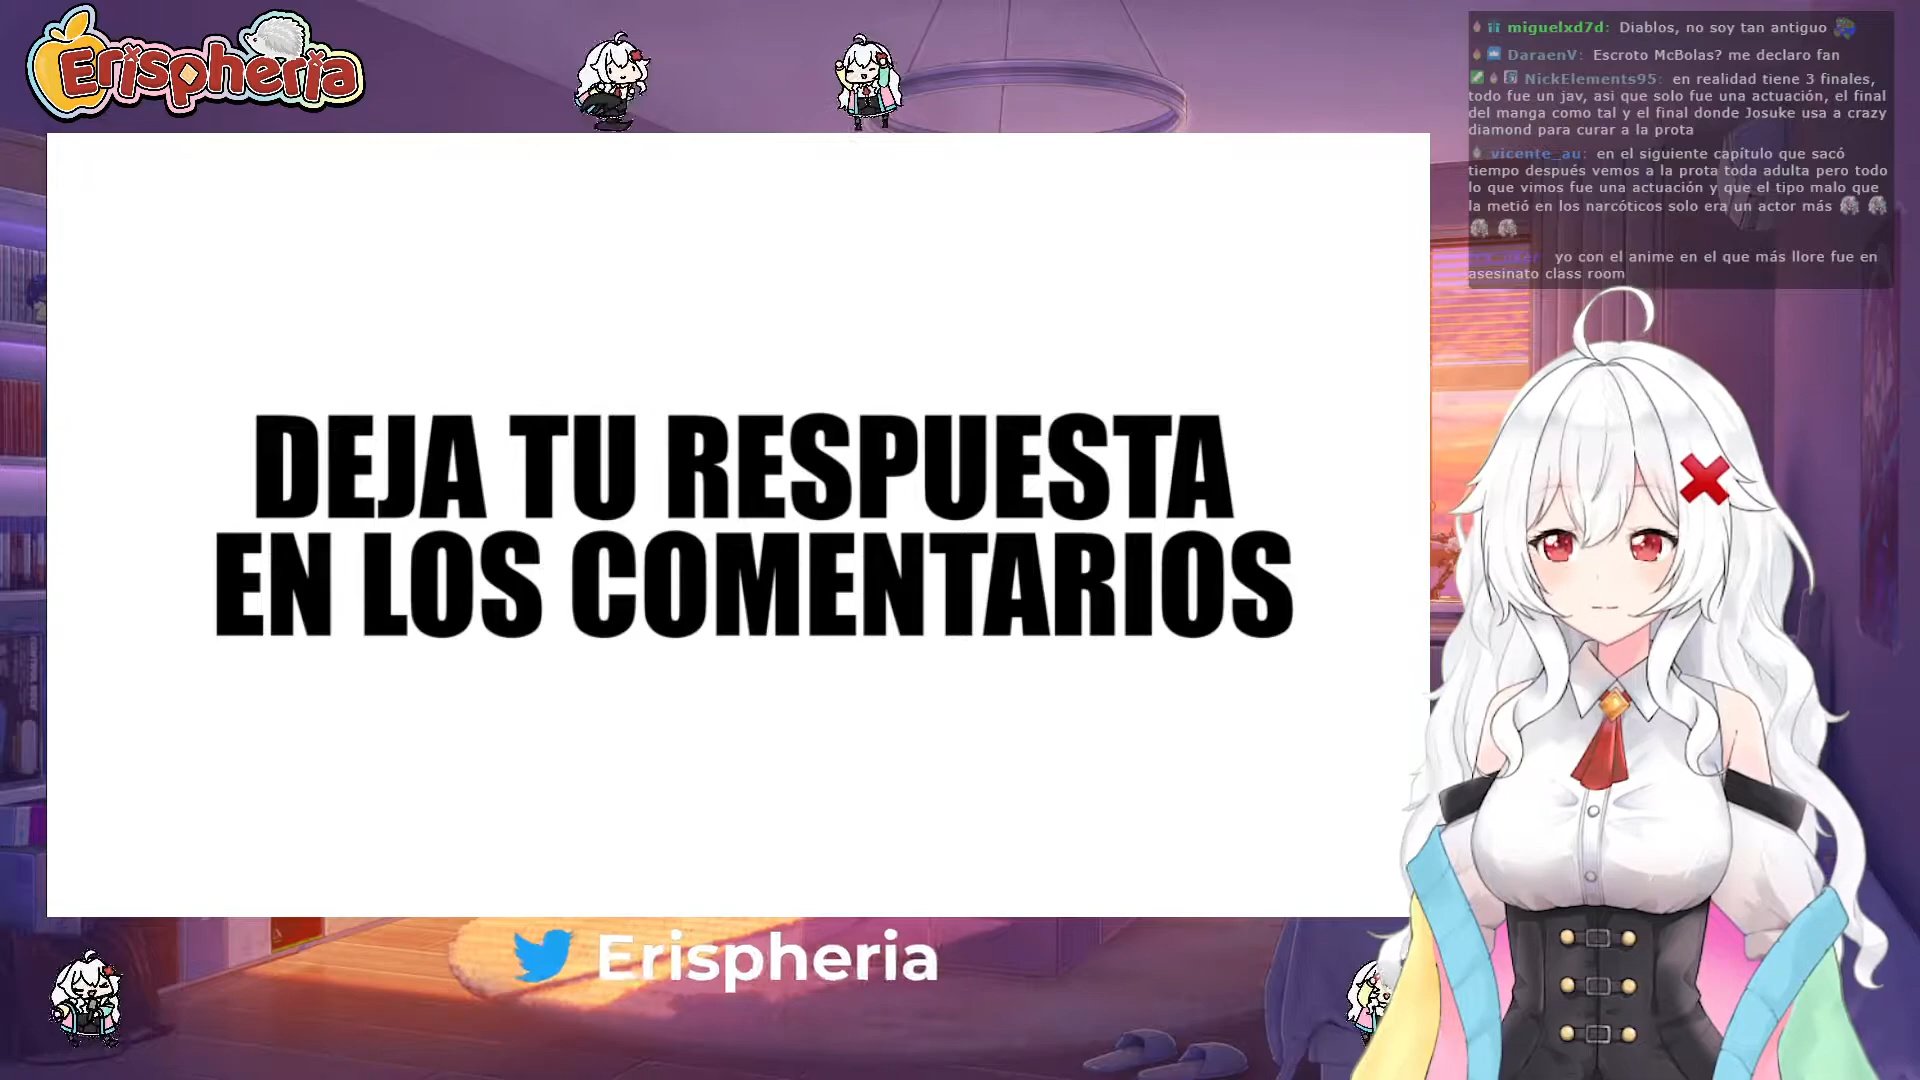 Erispheria
miguelxd7d: Diablos, no soy tan antiguo
DaraenV: Escroto McBolas? me declaro fan
NickElements95: en realidad tiene 3 finales,
todo fue un jav, asi que solo fue una actuación, el final
del manga como tal y el final donde Josuke usa a crazy
diamond para curar a la prota
vicente_au: en el siguiente capítulo que sacó
tiempo después vemos a la prota toda adulta pero todo
lo que vimos fue una actuación y que el tipo malo que
la metió en los narcóticos solo era un actor más
yo con el anime en el que más llore fue en
asesinato class room
DEJA TU RESPUESTA
EN LOS COMENTARIOS
Erispheria